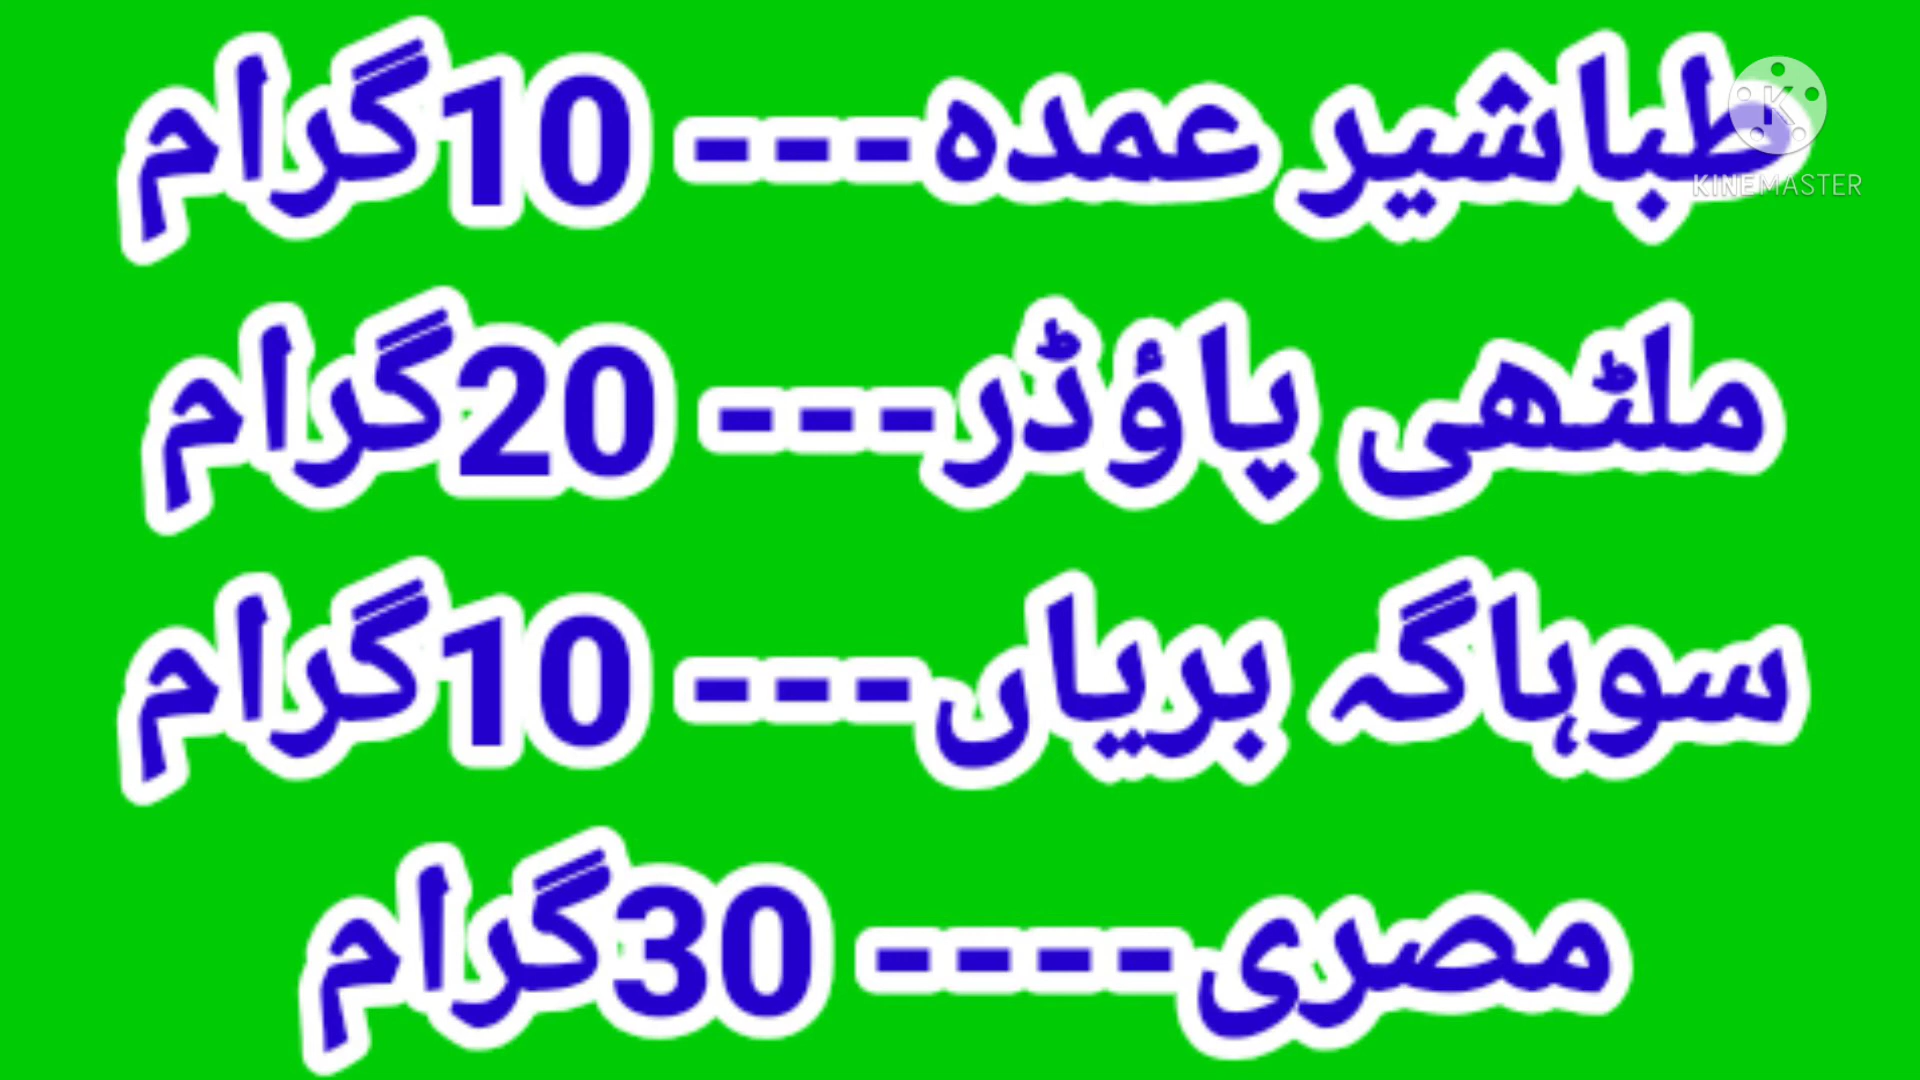 طباشیر عمدہ--- 10گرام
KINEMASTER
ملٹھی پاؤڈر--- 20گرام
سوہاگہ بریاں--- 10گرام
مصری---- 30گرام